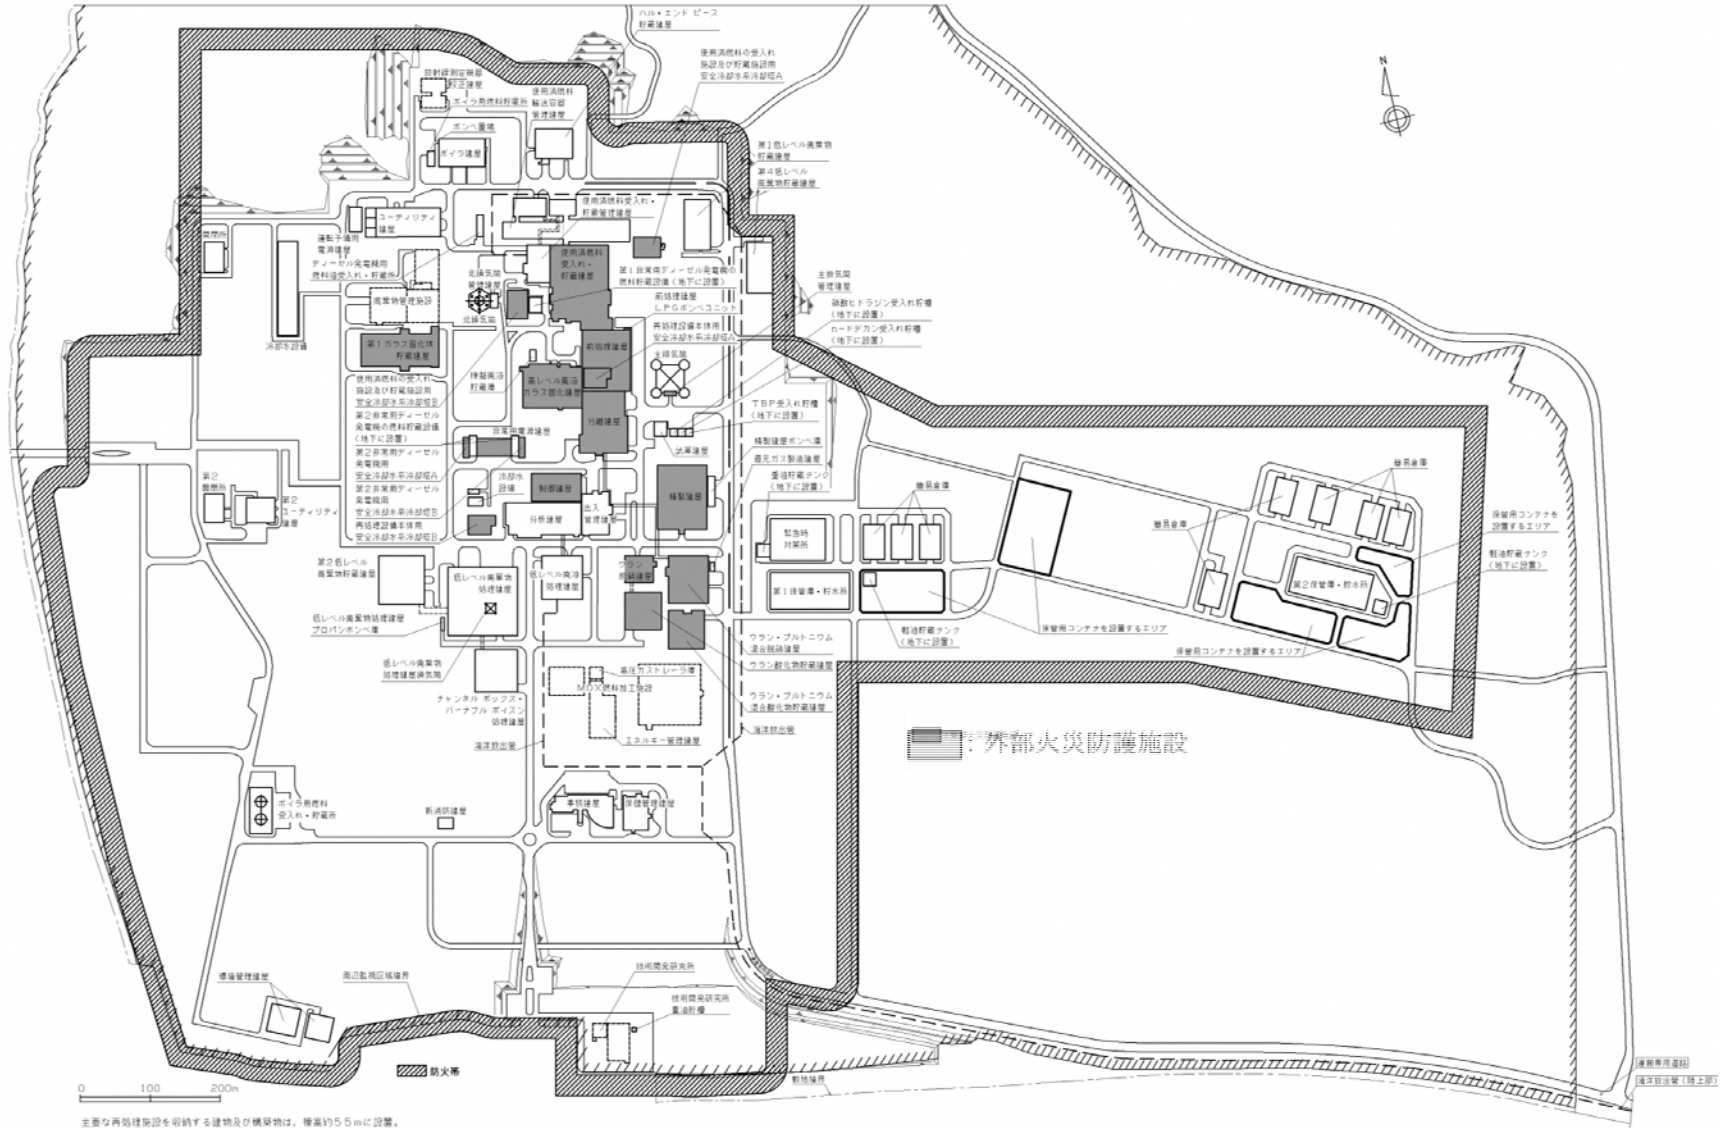 ハル・エンド ピース
貯蔵建屋
使用済燃料の受入れ
施設及び貯蔵施設用
安全冷却水系冷却塔A
放射線測定機器
校正建屋
ボイラ用燃料貯蔵所
使用済燃料
輸送容器
管理建屋
ボンベ置場
ボイラ建屋
第1低レベル廃棄物
貯蔵建屋
第4低レベル
廃棄物貯蔵建屋
N
使用済燃料受入れ・
貯蔵管理建屋
ユーティリティ
建屋
開閉所
運転予備用
電源建屋
ディーゼル発電機用
燃料油受入れ・貯蔵所
北換気筒
管理建屋
北換気筒
使用済燃料
受入れ・
貯蔵建屋
第1非常用ディーゼル発電機の
燃料貯蔵設備(地下に設置)
前処理建屋
LPGボンベユニット
再処理設備本体用
安全冷却水系冷却塔A
主排気筒
主排気筒
管理建屋
硝酸ヒドラジン受入れ貯槽
(地下に設置)
n-ドデカン受入れ貯槽
(地下に設置)
廃棄物管理施設
冷却水設備
第1ガラス固化体
貯蔵建屋
前処理建屋
模擬廃液
貯蔵庫
高レベル廃液
ガラス固化建屋
分離建屋
使用済燃料の受入れ
施設及び貯蔵施設用
安全冷却水系冷却塔B
第2非常用ディーゼル
発電機の燃料貯蔵設備
(地下に設置)
第2非常用ディーゼル
発電機用
安全冷却水系冷却塔A
第2非常用ディーゼル
発電機用
安全冷却水系冷却塔B
再処理設備本体用
安全冷却水系冷却塔B
非常用電源建屋
TBP受入れ貯槽
(地下に設置)
試薬建屋
精製建屋ボンベ庫
還元ガス製造建屋
重油貯蔵タンク
(地下に設置)
冷却水
設備
制御建屋
分析建屋
出入
管理建屋
精製建屋
第2
開閉所
第2
ユーティリティ
建屋
簡易倉庫
簡易倉庫
簡易倉庫
緊急時
対策所
保管用コンテナを
設置するエリア
軽油貯蔵タンク
(地下に設置)
第2保管庫・貯水所
第2低レベル
廃棄物貯蔵建屋
低レベル廃棄物
処理建屋
低レベル廃液
処理建屋
ウラン
脱硝建屋
第1保管庫・貯水所
低レベル廃棄物処理建屋
プロパンボンベ庫
軽油貯蔵タンク
(地下に設置)
保管用コンテナを設置するエリア
保管用コンテナを設置するエリア
ウラン・プルトニウム
混合脱硝建屋
ウラン酸化物貯蔵建屋
ウラン・プルトニウム
混合酸化物貯蔵建屋
低レベル廃棄物
処理建屋換気筒
高圧ガストレーラ庫
MOX燃料加工施設
チャンネル ボックス・
バーナブル ポイズン
処理建屋
エネルギー管理建屋
海洋放出管
海洋放出管
:外部火災防護施設
ボイラ用燃料
受入れ・貯蔵所
事務建屋
保健管理建屋
環境管理建屋
周辺監視区域境界
技術開発研究所
技術開発研究所
重油貯槽
防火帯
敷地境界
運搬専用道路
海洋放出管(陸上部)
0 100 200m
主要な再処理施設を収納する建物及び構築物は、標高約55mに設置。